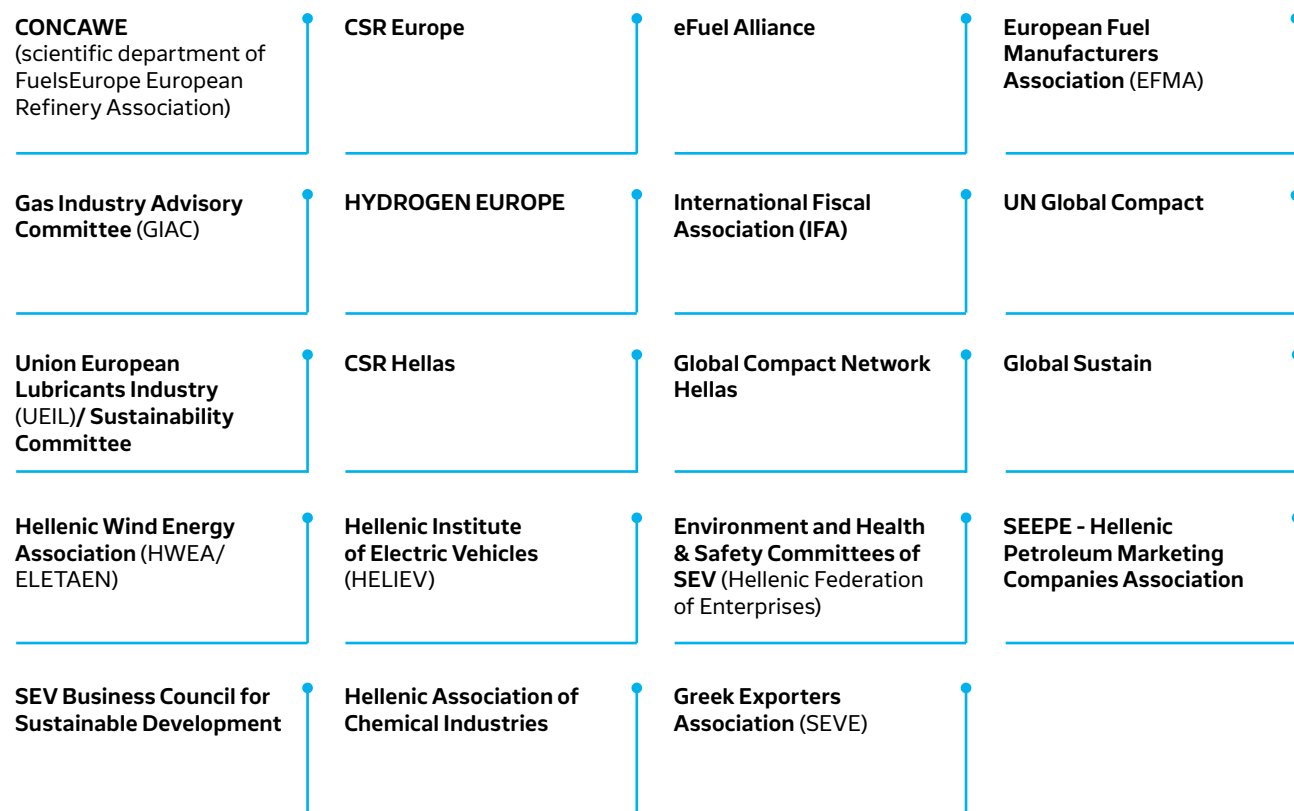 CONCAWE
(scientific department of
FuelsEurope European
Refinery Association)
CSR Europe
eFuel Alliance
European Fuel
Manufacturers
Association (EFMA)
Gas Industry Advisory
Committee (GIAC)
HYDROGEN EUROPE
International Fiscal
Association (IFA)
UN Global Compact
Union European
Lubricants Industry
(UEIL)/ Sustainability
Committee
CSR Hellas
Global Compact Network
Hellas
Global Sustain
Hellenic Wind Energy
Association (HWEA/
ELETAEN)
Hellenic Institute
of Electric Vehicles
(HELIEV)
Environment and Health
& Safety Committees of
SEV (Hellenic Federation
of Enterprises)
SEEPE - Hellenic
Petroleum Marketing
Companies Association
SEV Business Council for
Sustainable Development
Hellenic Association of
Chemical Industries
Greek Exporters
Association (SEVE)